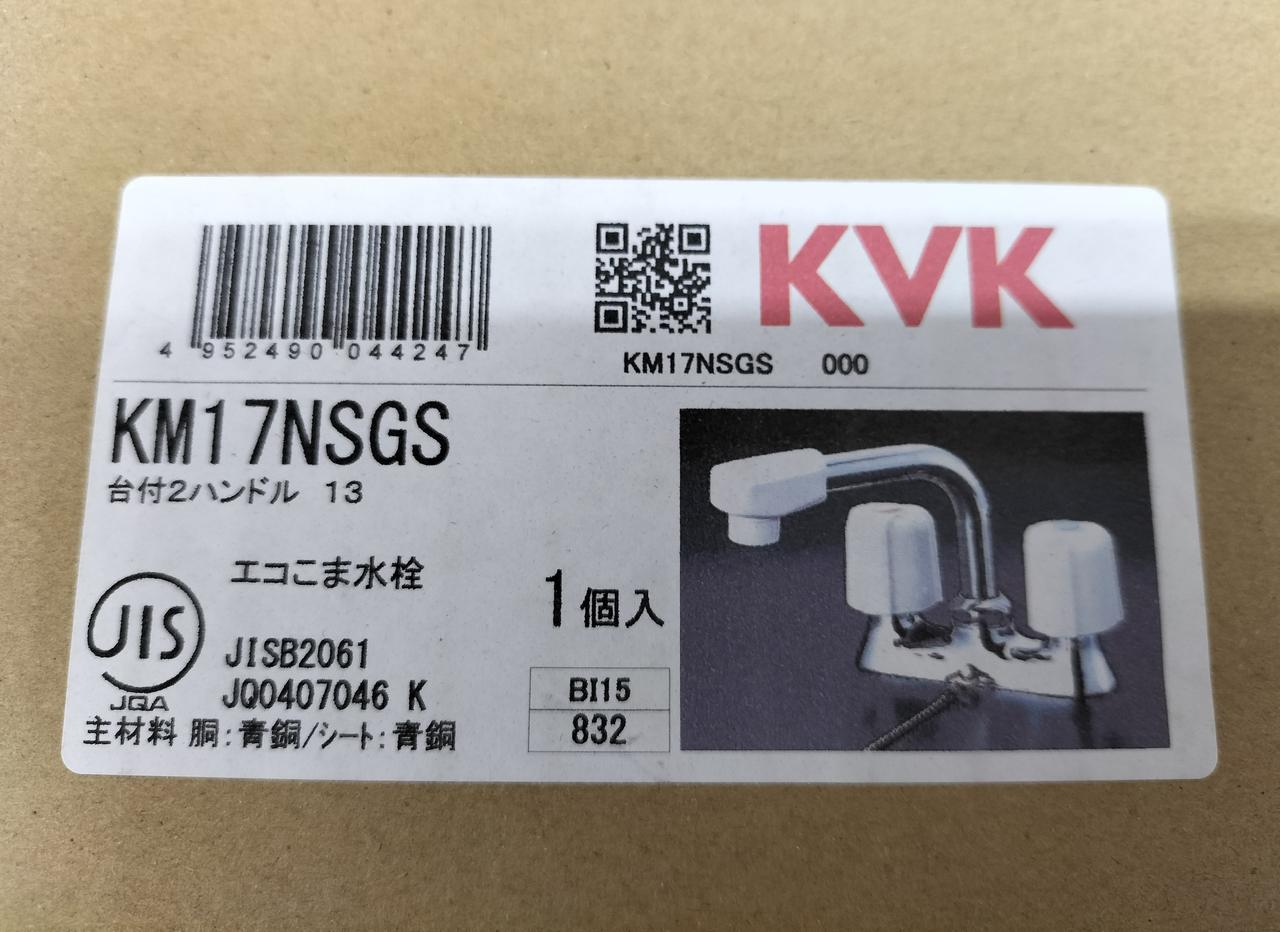 KVK
4 952490 044247
KM17NSGS 000
KM17NSGS
台付2ハンドル 13
エコこま水栓
1個入
JIS
JQA
JISB2061
JQ0407046 K
BI15
832
主材料 胴:青銅/シート:青銅